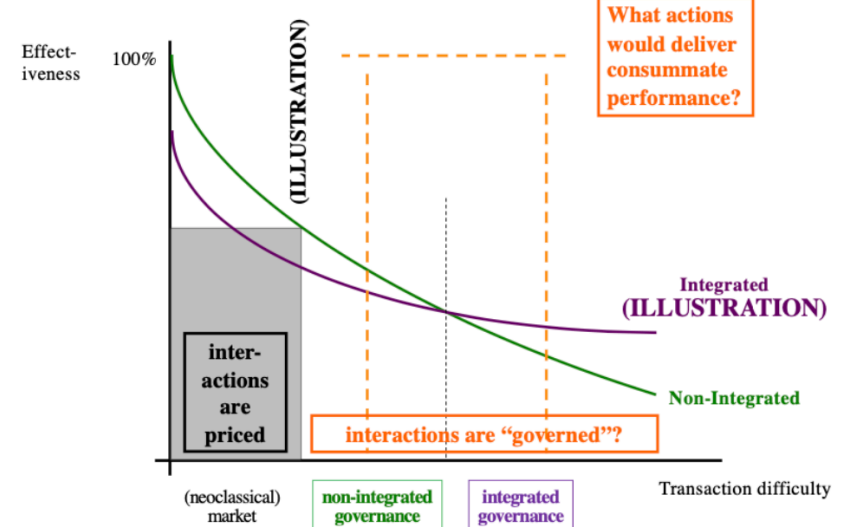 Effect-
iveness
100%
(ILLUSTRATION)
What actions
would deliver
consummate
performance?
Integrated
(ILLUSTRATION)
Non-Integrated
inter-
actions
are
priced
interactions are “governed”?
Transaction difficulty
(neoclassical)
market
non-integrated
governance
integrated
governance